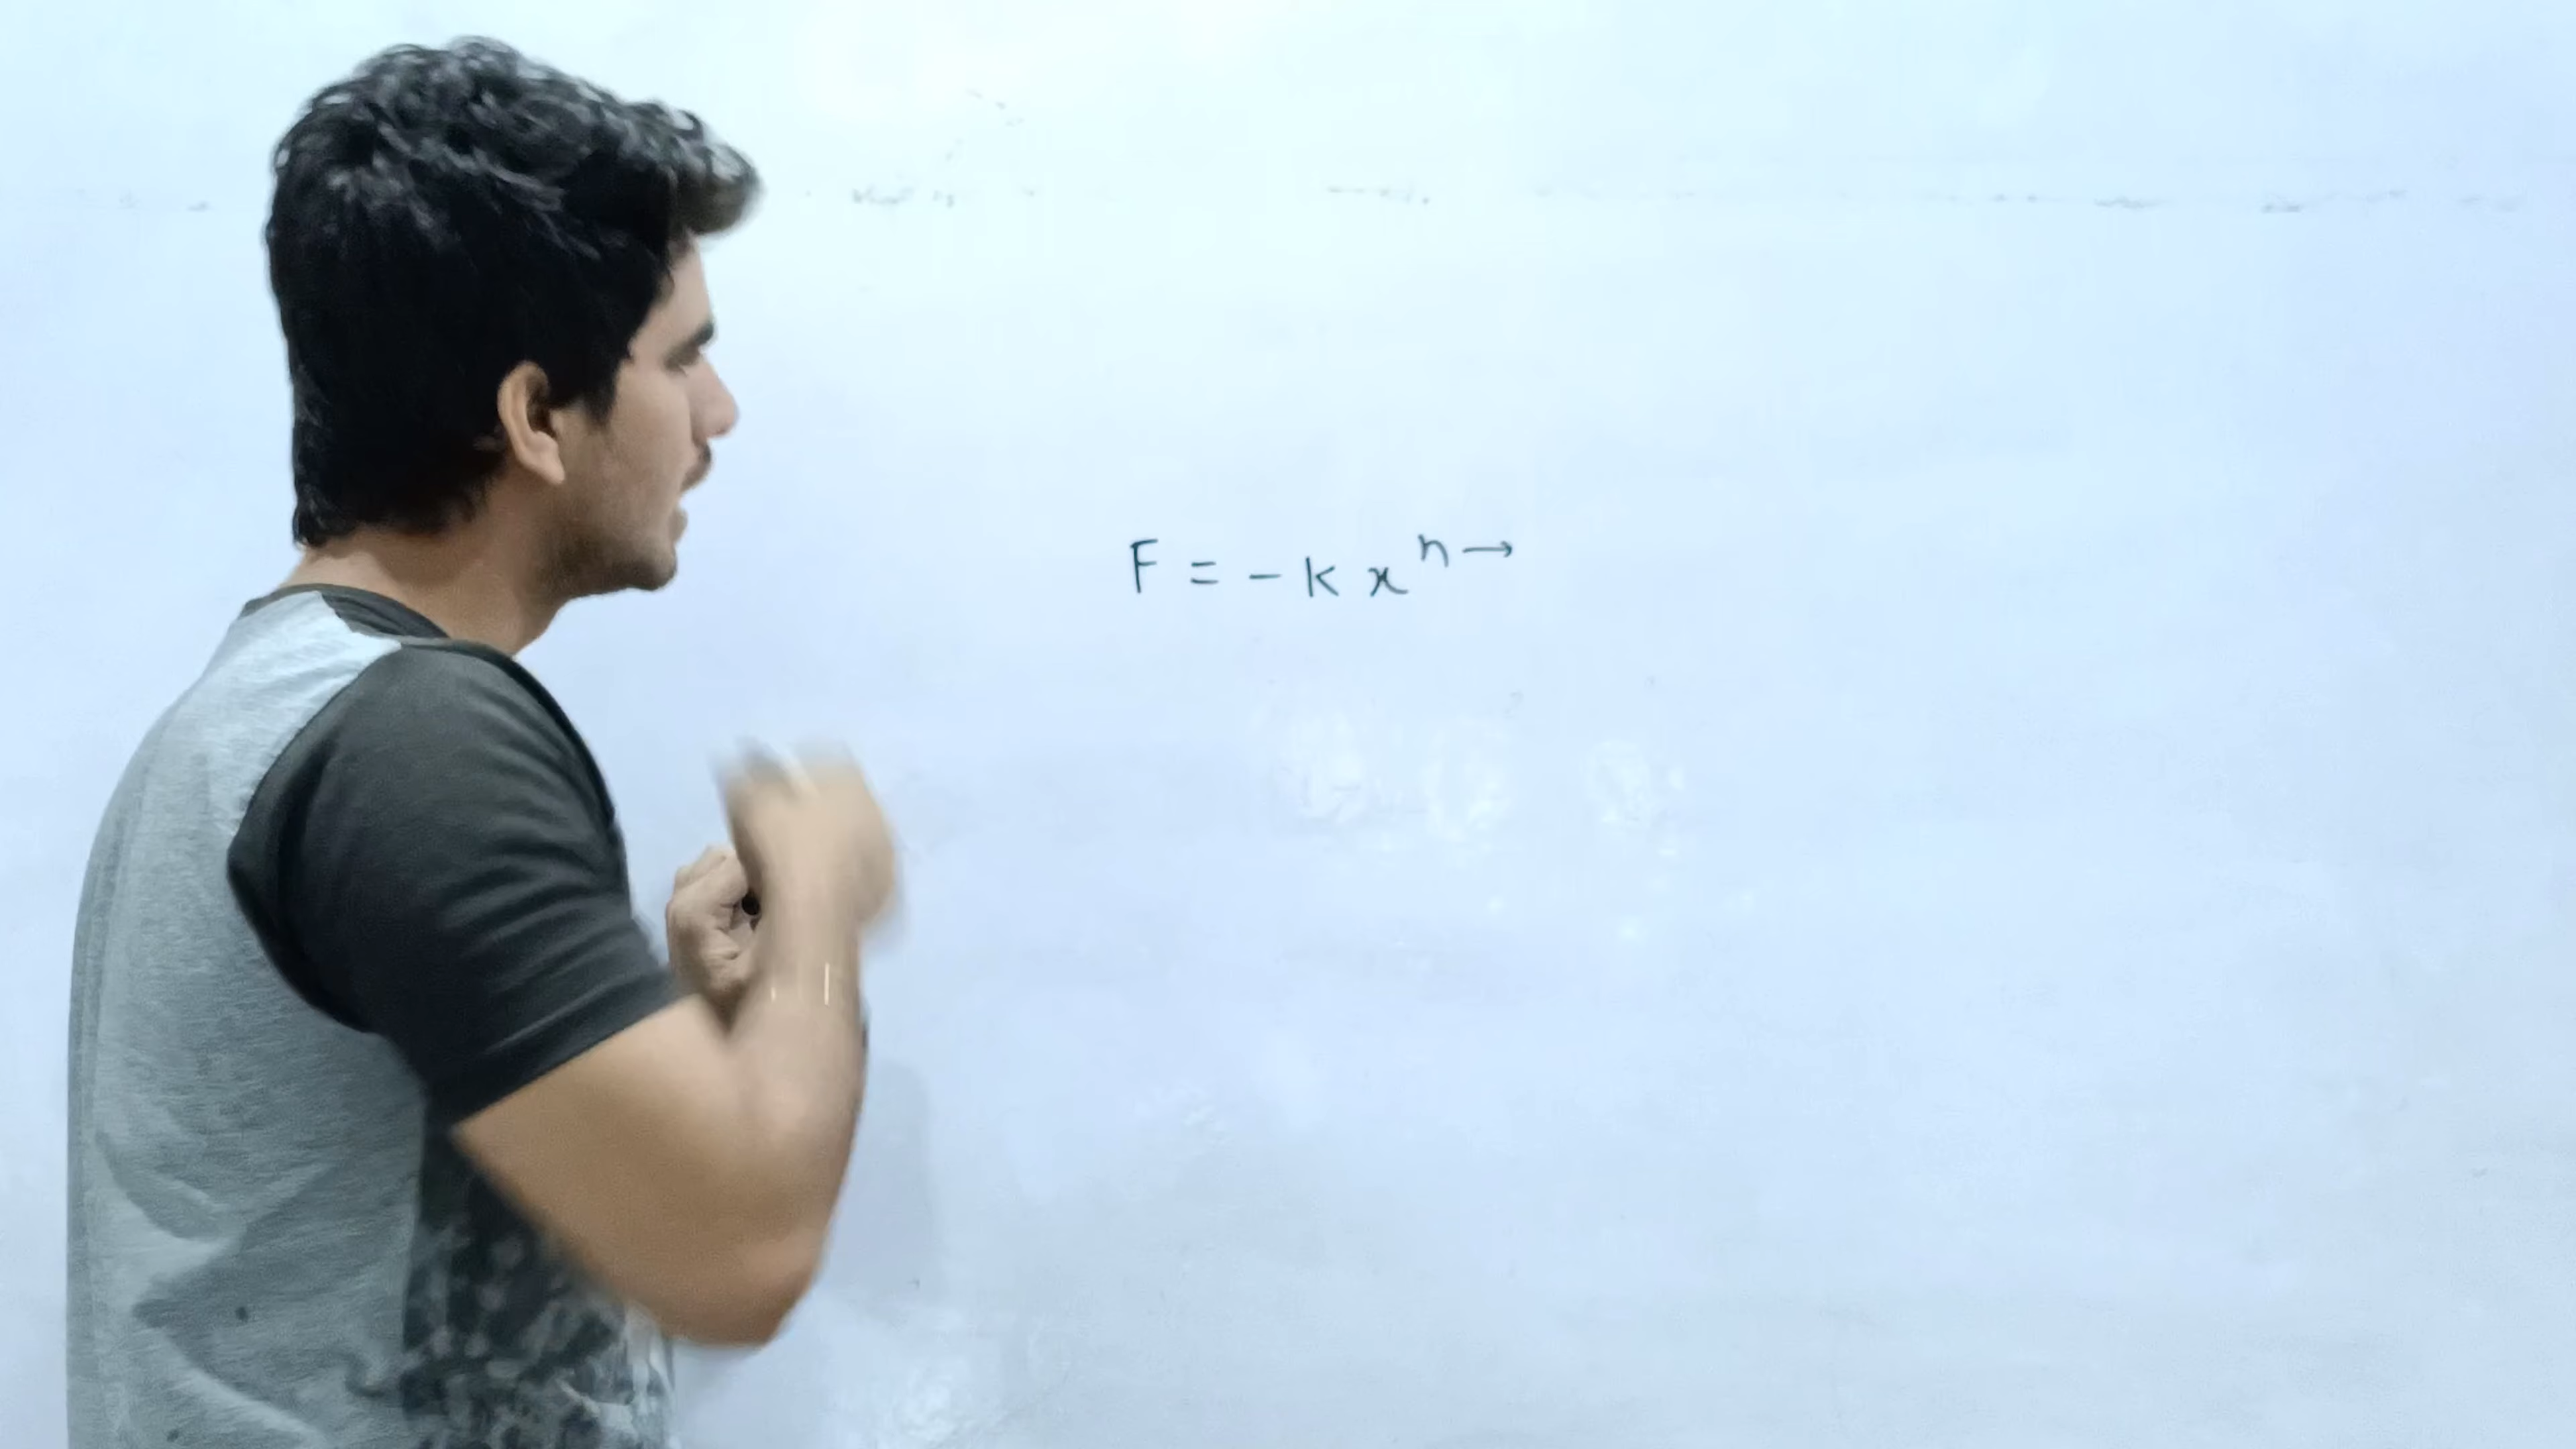 F = - k x^n →